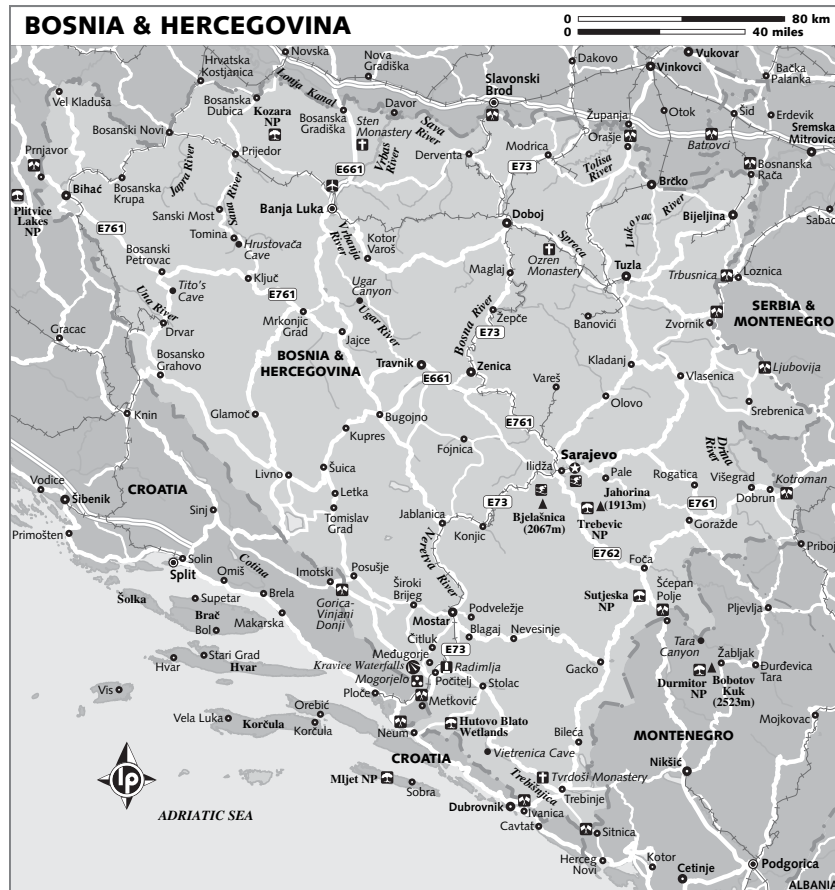 BOSNIA & HERCEGOVINA
0 80 km
0 40 miles
Novska
Nova
Gradiška
Dakovo
Vukovar
Vinkovci
Bačka
Palanka
Hrvatska
Kostjanica
Lonja Kanal
Slavonski
Brod
Vel Kladuša
Bosanska
Dubica
Kozara
NP
Bosanska
Gradiška
Davor
Sten
Monastery
Sava
River
Županja
Otok
Šid
Erdevik
Sremska
Mitrovica
Bosanski Novi
Orašje
Batrovci
Prnjavor
Japra River
Prijedor
E661
Vrbas
River
Derventa
Modrica
E73
Tolisa
River
Bosnanska
Rača
Bihać
Bosanska
Krupa
Sana River
Brčko
Plitvice
Lakes
NP
Sanski Most
Banja Luka
Doboj
Lukovac River
Bijeljina
Sabac
E761
Tomina
Hrustovača
Cave
Vrbanja
River
Kotor
Varoš
Spreca
Ozren
Monastery
Bosanski
Petrovac
Maglaj
Tuzla
Trbusnica
Loznica
Tito's
Cave
Ključ
Ugar
Canyon
Una River
E761
Ugar River
Bosna River
Žepče
Banovići
SERBIA &
MONTENEGRO
Gracac
Drvar
Mrkonjic
Grad
Jajce
E73
Zvornik
BOSNIA &
HERCEGOVINA
Bosansko
Grahovo
Travnik
E661
Zenica
Kladanj
Vlasenica
Ljubovija
Vareš
Olovo
Srebrenica
Knin
Glamoč
Bugojno
E761
Kupres
Fojnica
Drina
River
Sarajevo
Ilidža
Pale
Rogatica
Višegrad
Kotroman
Vodice
CROATIA
Livno
Šuica
Letka
E73
Jahorina
(1913m)
E761
Dobrun
Šibenik
Sinj
Tomislav
Grad
Jablanica
Konjic
Bjelašnica
(2067m)
Trebevic
NP
Goražde
Primošten
Neretva River
E762
Priboj
Solin
Split
Omiš
Cotina
Imotski
Posušje
Foča
Šolka
Supetar
Brela
Gorica-
Vinjani
Donji
Široki
Brijeg
Sutjeska
NP
Šćepan
Polje
Brač
Bol
Makarska
Mostar
Podveležje
Blagaj
Nevesinje
Pljevlja
Čitluk
Stari Grad
Hvar
Hvar
Međugorje
E73
Kravice Waterfalls
Radimlja
Mogorjelo
Počitelj
Gacko
Tara
Canyon
Žabljak
Durmitor
NP
Bobotov
Kuk
(2523m)
Đurđevica
Tara
Vis
Ploče
Stolac
Orebić
Metković
Vela Luka
Korčula
Korčula
Neum
Hutovo Blato
Wetlands
Bileća
Mojkovac
CROATIA
Vietrenica Cave
MONTENEGRO
Mljet NP
Sobra
Trebišnjica
Tvrdoši Monastery
Nikšić
lp
ADRIATIC SEA
Trebinje
Dubrovnik
Ivanica
Cavtat
Sitnica
Herceg
Novi
Kotor
Cetinje
Podgorica
ALBANIA